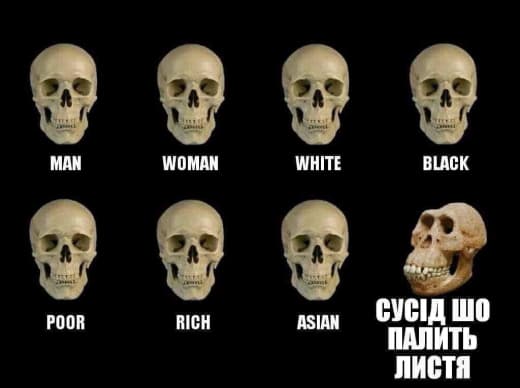 MAN
WOMAN
WHITE
BLACK
POOR
RICH
ASIAN
СУСІД ШО
ПАЛИТЬ
ЛИСТЯ